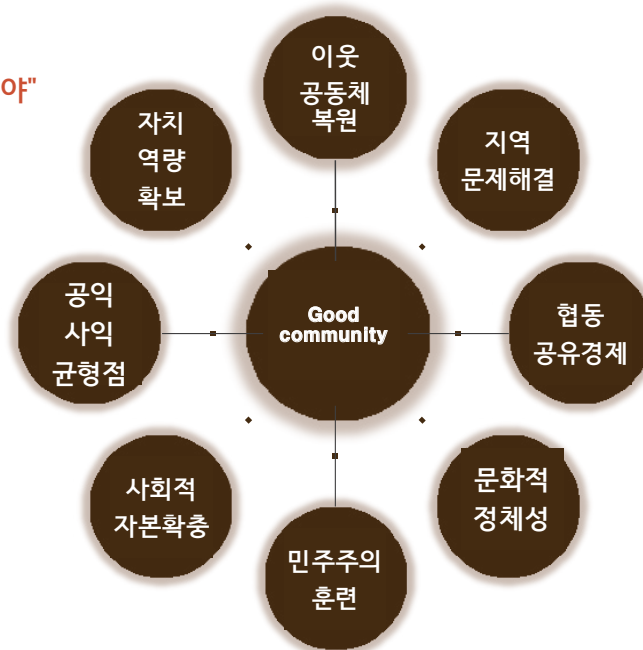 야"
이웃
공동체
복원
자치
역량
확보
지역
문제해결
공익
사익
균형점
Good
community
협동
공유경제
사회적
자본확충
문화적
정체성
민주주의
훈련